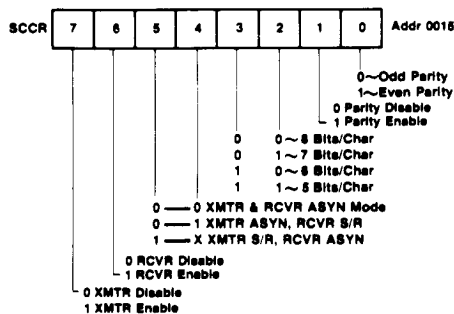 SCCR 7 6 5 4 3 2 1 0 Addr 0015
0~Odd Parity
1~Even Parity
0 Parity Disable
1 Parity Enable
0 0~8 Bits/Char
0 1~7 Bits/Char
1 0~6 Bits/Char
1 1~5 Bits/Char
0 — 0 XMTR & RCVR ASYN Mode
0 — 1 XMTR ASYN, RCVR S/R
1 — X XMTR S/R, RCVR ASYN
0 RCVR Disable
1 RCVR Enable
0 XMTR Disable
1 XMTR Enable